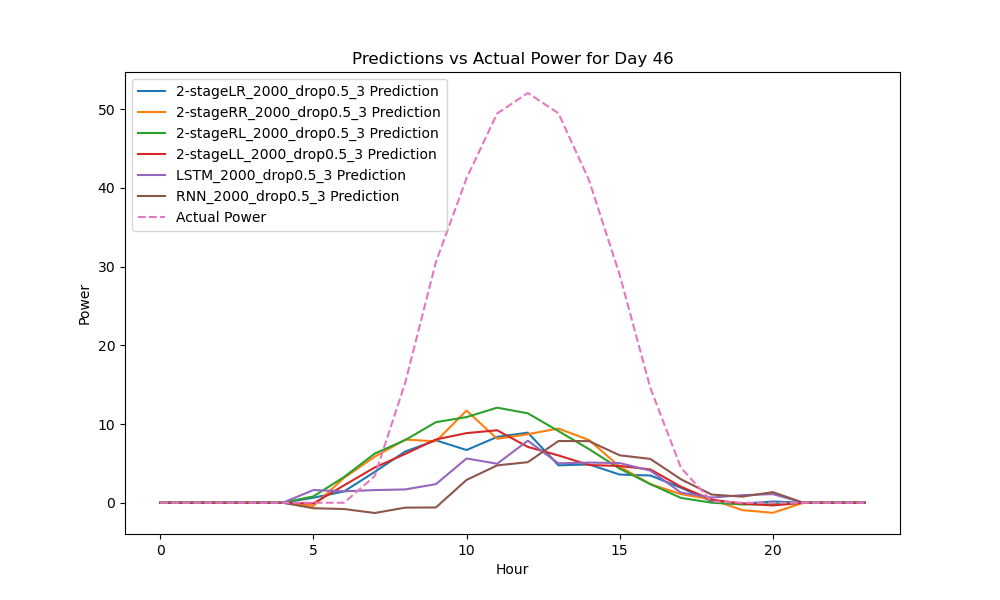 Predictions vs Actual Power for Day 46
2-stageLR_2000_drop0.5_3 Prediction
2-stageRR_2000_drop0.5_3 Prediction
2-stageRL_2000_drop0.5_3 Prediction
2-stageLL_2000_drop0.5_3 Prediction
LSTM_2000_drop0.5_3 Prediction
RNN_2000_drop0.5_3 Prediction
Actual Power
50
40
30
20
10
0
Power
0 5 10 15 20
Hour